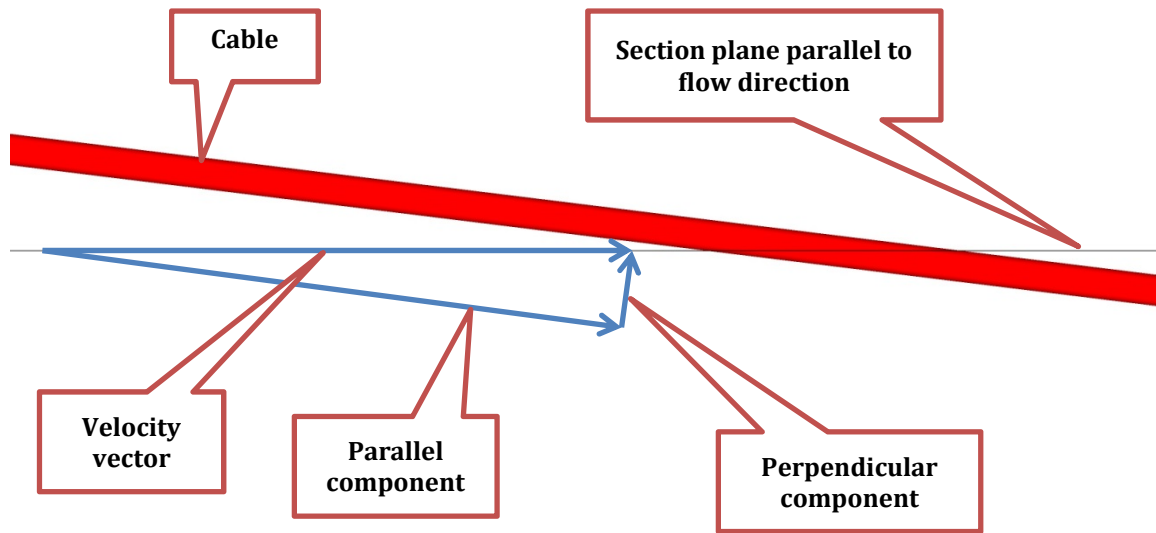 Cable
Section plane parallel to
flow direction
Velocity
vector
Parallel
component
Perpendicular
component